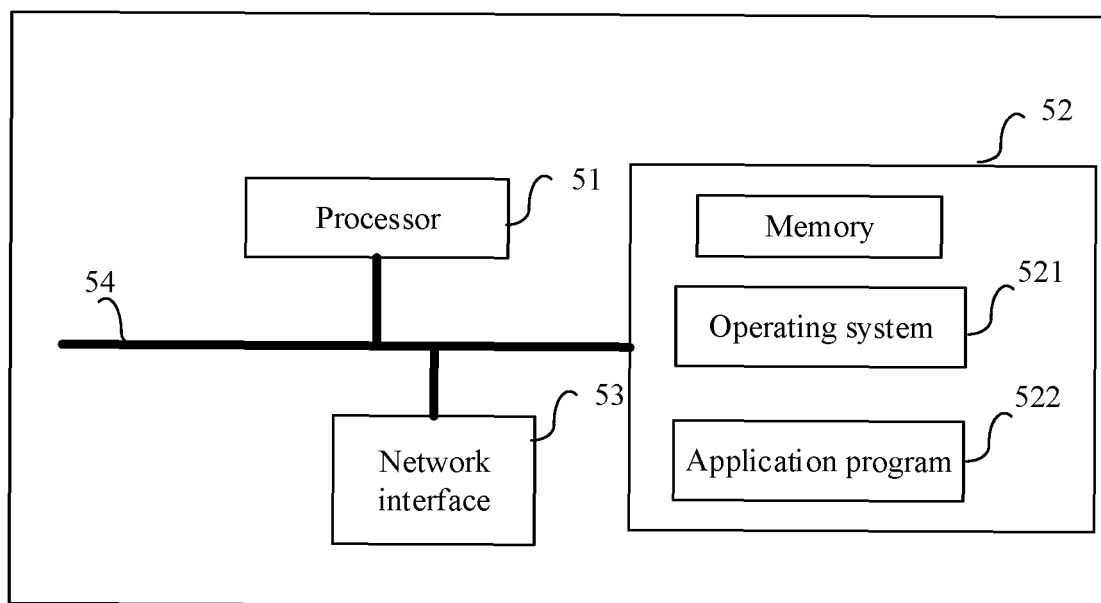 52
51
Processor
Memory
54
521
Operating system
53
522
Network
interface
Application program